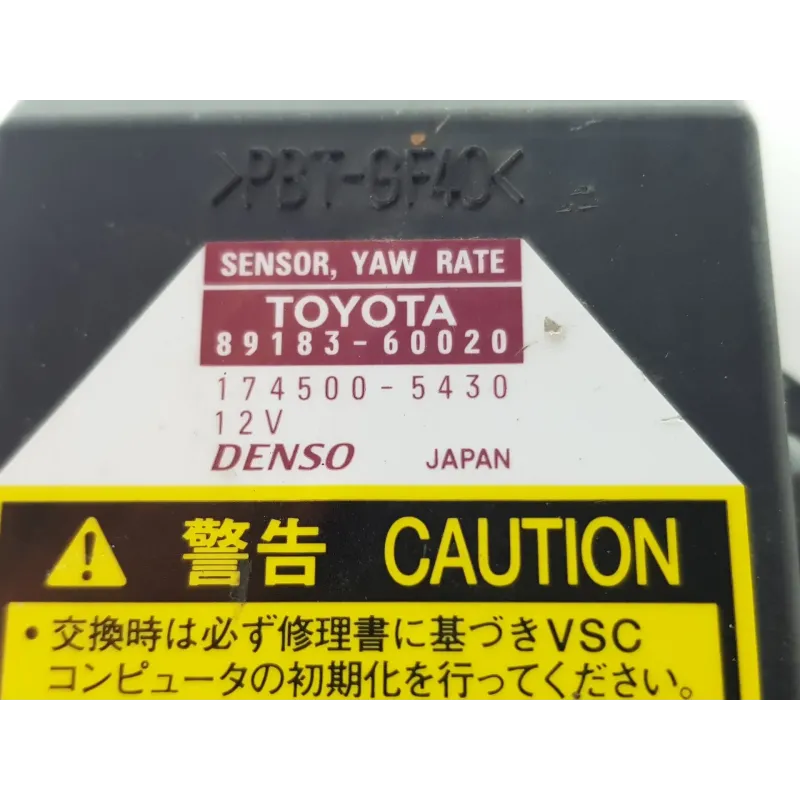 >PBT-GF40<
SENSOR, YAW RATE
TOYOTA
89183-60020
174500-5430
12V
DENSO JAPAN
警告 CAUTION
・交換時は必ず修理書に基づきVSC
コンピュータの初期化を行ってください。